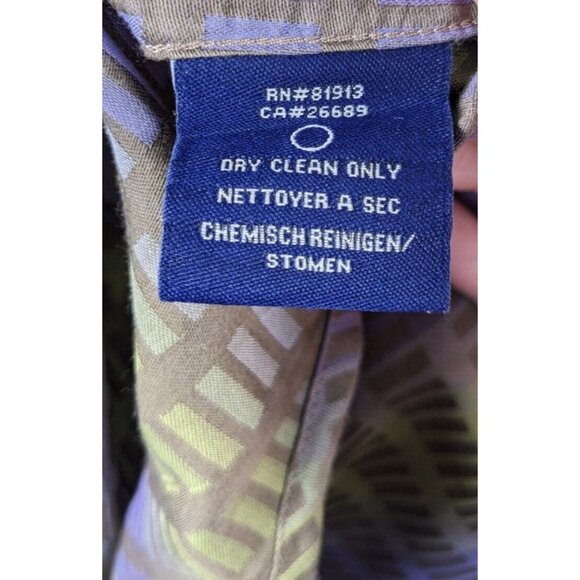 RN#81913
CA#26689
DRY CLEAN ONLY
NETTOYER A SEC
CHEMISCH REINIGEN/
STOMEN